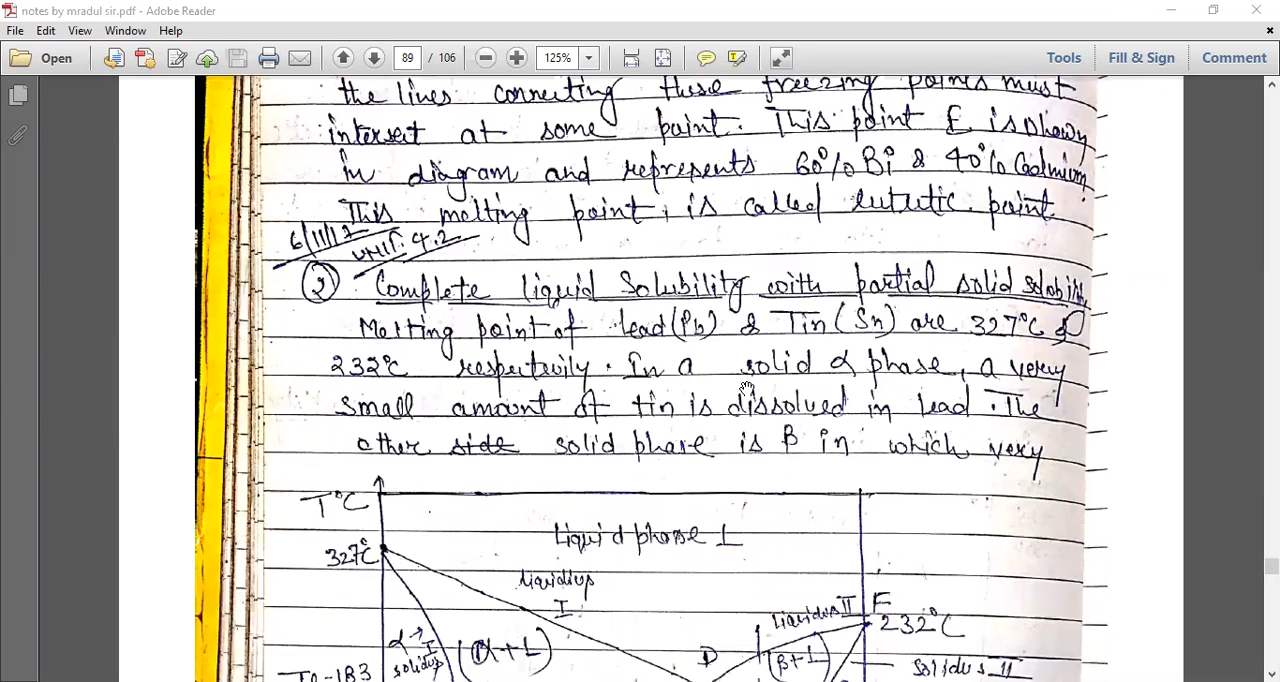 notes by mradul sir.pdf - Adobe Reader
File Edit View Window Help
Open 89 / 106 125% Tools Fill & Sign Comment
the lines connecting these freezing points must
intersect at some point. This point E is shown
in diagram and represents 60% Bi & 40% Cadmium.
This melting point, is called eutectic point.
6/11/17 UNIT: 4.2
② Complete liquid Solubility with partial solid solubility
Melting point of lead (Pb) & Tin (Sn) are 327°C &
232°C respectively. In a solid α phase, a very
small amount of tin is dissolved in lead. The
other side solid phase is β in which very
T°C
Liquid phase L
327°C
liquidus I
liquidus II F
232°C
α → solidus I
(α+L)
D
(β+L)
solidus II
183